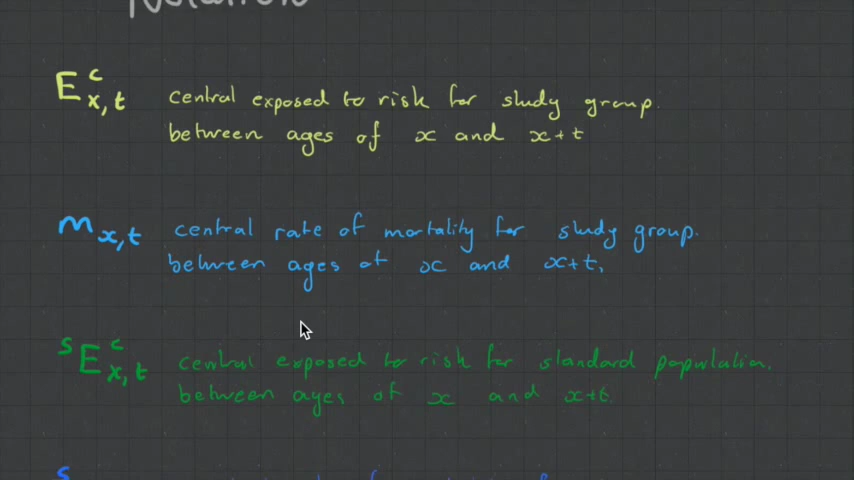 Notation
E^c_x,t central exposed to risk for study group.
between ages of x and x+t
m_x,t central rate of mortality for study group.
between ages of x and x+t.
^sE^c_x,t central exposed to risk for standard population.
between ages of x and x+t.
s